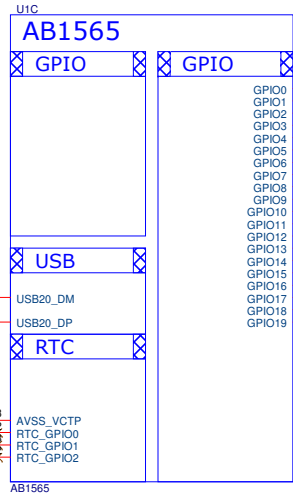 U1C
AB1565
GPIO
GPIO
GPIO0
GPIO1
GPIO2
GPIO3
GPIO4
GPIO5
GPIO6
GPIO7
GPIO8
GPIO9
GPIO10
GPIO11
GPIO12
GPIO13
GPIO14
GPIO15
GPIO16
GPIO17
GPIO18
GPIO19
USB
USB20_DM
USB20_DP
RTC
AVSS_VCTP
RTC_GPIO0
RTC_GPIO1
RTC_GPIO2
AB1565